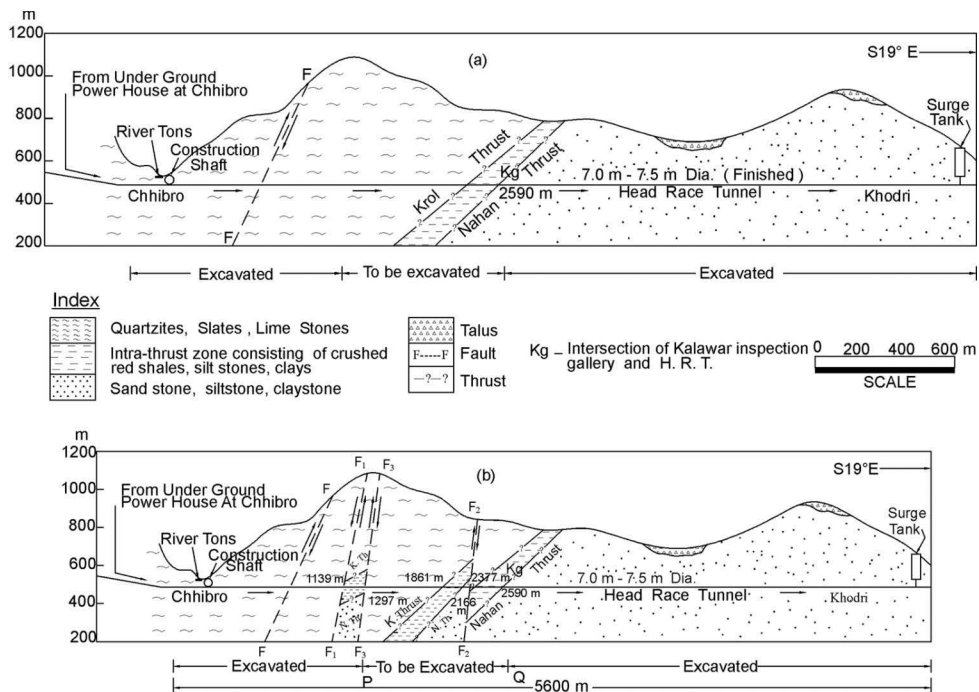 m
1200
1000
800
600
400
200
(a)
S19° E
From Under Ground
Power House at Chhibro
River Tons
Construction
Shaft
Chhibro
F
F
Krol Thrust
Kg
Nahan Thrust
2590 m
7.0 m - 7.5 m Dia. ( Finished )
Head Race Tunnel
Khodri
Surge
Tank
Excavated
To be excavated
Excavated
Index
Quartzites, Slates , Lime Stones
Intra-thrust zone consisting of crushed
red shales, silt stones, clays
Sand stone, siltstone, claystone
Talus
F-----F Fault
—?—?— Thrust
Kg – Intersection of Kalawar inspection
gallery and H. R. T.
0 200 400 600 m
SCALE
m
1200
1000
800
600
400
200
(b)
S19°E
From Under Ground
Power House At Chhibro
River Tons
Construction
Shaft
Chhibro
F
F1
F3
F2
K. Th.
1139 m
1297 m
N. Th.
1861 m
K Thrust
2166
m
N. Th.
2377 m
Kg
2590 m
Nahan Thrust
7.0 m - 7.5 m Dia.
Head Race Tunnel
Khodri
Surge
Tank
F
F1
F3
F2
Excavated
To be Excavated
Excavated
P
Q
5600 m